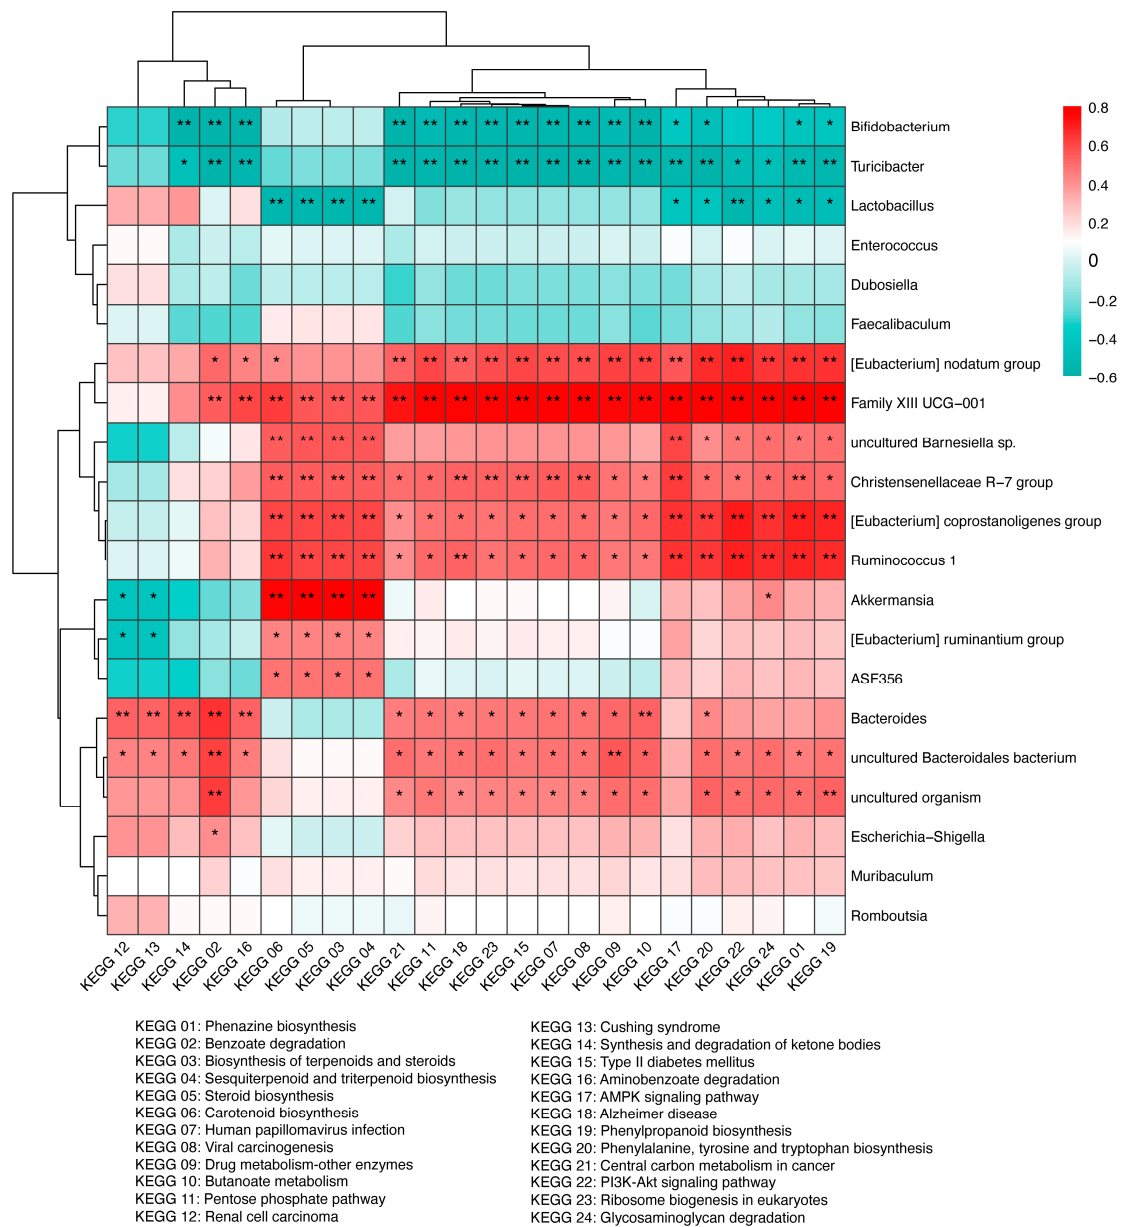 ** ** ** ** ** ** ** ** ** ** ** ** * * * * Bifidobacterium
* ** ** ** ** ** ** ** ** ** ** ** ** ** * * ** ** Turicibacter
** ** ** ** * * ** * * * Lactobacillus
Enterococcus
Dubosiella
Faecalibaculum
* * * ** ** ** ** ** ** ** ** ** ** ** ** ** ** ** [Eubacterium] nodatum group
** ** ** ** ** ** ** ** ** ** ** ** ** ** ** ** ** ** ** ** ** Family XIII UCG−001
** ** ** ** ** * * * * * uncultured Barnesiella sp.
** ** ** ** * * ** ** ** ** ** * * ** * * * ** * Christensenellaceae R−7 group
** ** ** ** * * * * * * * * * ** ** ** ** ** ** [Eubacterium] coprostanoligenes group
** ** ** ** * * ** * * * * * * ** ** ** ** ** ** Ruminococcus 1
* * ** ** ** ** * Akkermansia
* * * * * * [Eubacterium] ruminantium group
* * * * ASF356
** ** ** ** ** * * * * * * * * ** * Bacteroides
* * * ** * * * * * * * * ** * * * * * * uncultured Bacteroidales bacterium
** * * * * * * * * * * * * * ** uncultured organism
* Escherichia−Shigella
Muribaculum
Romboutsia
0.8
0.6
0.4
0.2
0
−0.2
−0.4
−0.6
KEGG 12
KEGG 13
KEGG 14
KEGG 02
KEGG 16
KEGG 06
KEGG 05
KEGG 03
KEGG 04
KEGG 21
KEGG 11
KEGG 18
KEGG 23
KEGG 15
KEGG 07
KEGG 08
KEGG 09
KEGG 10
KEGG 17
KEGG 20
KEGG 22
KEGG 24
KEGG 01
KEGG 19
KEGG 01: Phenazine biosynthesis
KEGG 02: Benzoate degradation
KEGG 03: Biosynthesis of terpenoids and steroids
KEGG 04: Sesquiterpenoid and triterpenoid biosynthesis
KEGG 05: Steroid biosynthesis
KEGG 06: Carotenoid biosynthesis
KEGG 07: Human papillomavirus infection
KEGG 08: Viral carcinogenesis
KEGG 09: Drug metabolism-other enzymes
KEGG 10: Butanoate metabolism
KEGG 11: Pentose phosphate pathway
KEGG 12: Renal cell carcinoma
KEGG 13: Cushing syndrome
KEGG 14: Synthesis and degradation of ketone bodies
KEGG 15: Type II diabetes mellitus
KEGG 16: Aminobenzoate degradation
KEGG 17: AMPK signaling pathway
KEGG 18: Alzheimer disease
KEGG 19: Phenylpropanoid biosynthesis
KEGG 20: Phenylalanine, tyrosine and tryptophan biosynthesis
KEGG 21: Central carbon metabolism in cancer
KEGG 22: PI3K-Akt signaling pathway
KEGG 23: Ribosome biogenesis in eukaryotes
KEGG 24: Glycosaminoglycan degradation